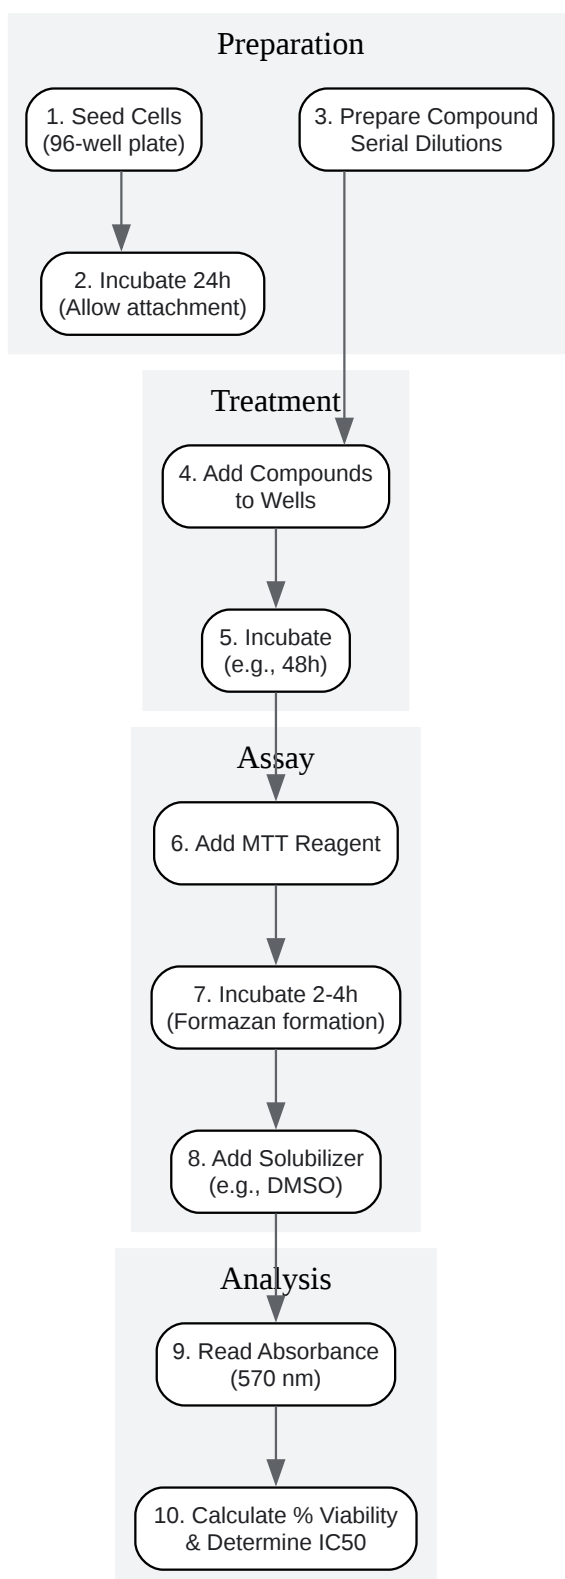 Preparation
1. Seed Cells
(96-well plate)
3. Prepare Compound
Serial Dilutions
2. Incubate 24h
(Allow attachment)
Treatment
4. Add Compounds
to Wells
5. Incubate
(e.g., 48h)
Assay
6. Add MTT Reagent
7. Incubate 2-4h
(Formazan formation)
8. Add Solubilizer
(e.g., DMSO)
Analysis
9. Read Absorbance
(570 nm)
10. Calculate % Viability
& Determine IC50